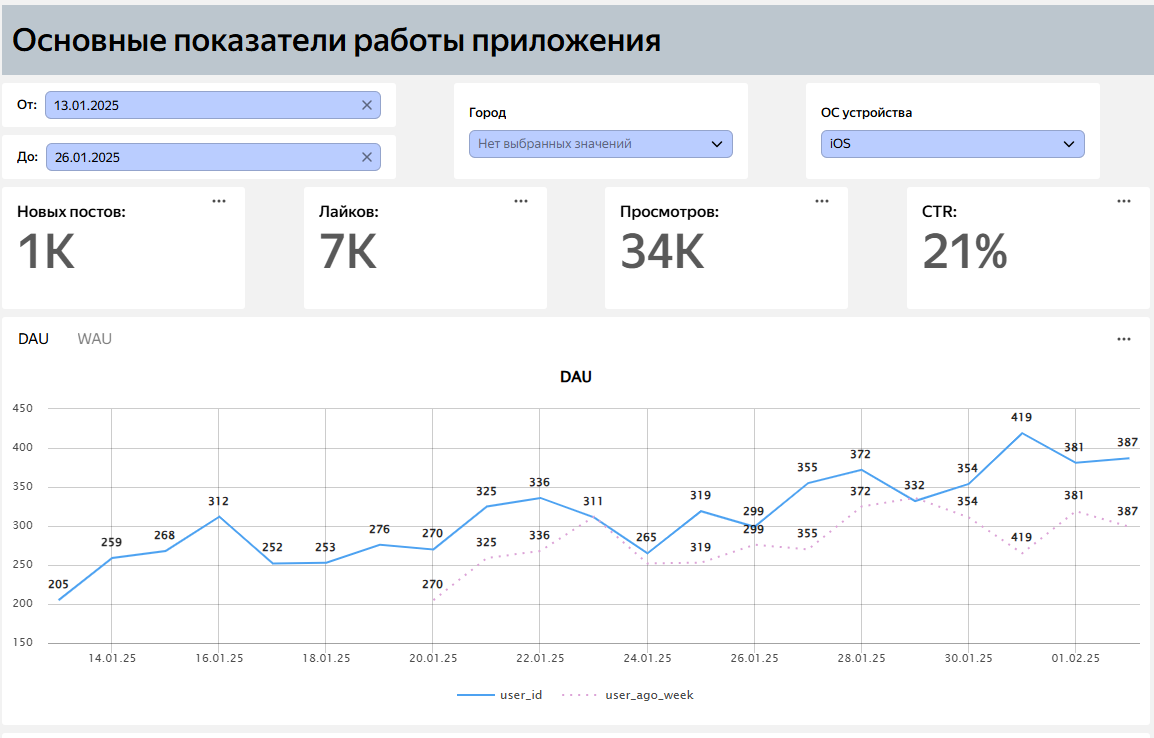 Основные показатели работы приложения
От: 13.01.2025
До: 26.01.2025
Город
Нет выбранных значений
ОС устройства
iOS
Новых постов:
1K
Лайков:
7K
Просмотров:
34K
CTR:
21%
DAU WAU
DAU
450
400
350
300
250
200
150
205 259 268 312 252 253 276 270 325 336 311 265 319 299 355 372 332 354 419 381 387
270 325 336 319 299 355 372 354 419 381 387
14.01.25 16.01.25 18.01.25 20.01.25 22.01.25 24.01.25 26.01.25 28.01.25 30.01.25 01.02.25
user_id user_ago_week